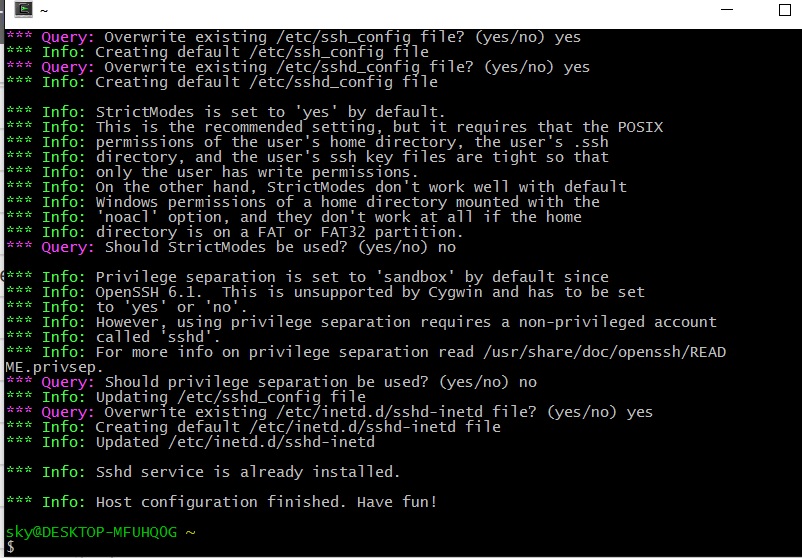 ~
*** Query: Overwrite existing /etc/ssh_config file? (yes/no) yes
*** Info: Creating default /etc/ssh_config file
*** Query: Overwrite existing /etc/sshd_config file? (yes/no) yes
*** Info: Creating default /etc/sshd_config file
*** Info: StrictModes is set to 'yes' by default.
*** Info: This is the recommended setting, but it requires that the POSIX
*** Info: permissions of the user's home directory, the user's .ssh
*** Info: directory, and the user's ssh key files are tight so that
*** Info: only the user has write permissions.
*** Info: On the other hand, StrictModes don't work well with default
*** Info: Windows permissions of a home directory mounted with the
*** Info: 'noacl' option, and they don't work at all if the home
*** Info: directory is on a FAT or FAT32 partition.
*** Query: Should StrictModes be used? (yes/no) no
*** Info: Privilege separation is set to 'sandbox' by default since
*** Info: OpenSSH 6.1.  This is unsupported by Cygwin and has to be set
*** Info: to 'yes' or 'no'.
*** Info: However, using privilege separation requires a non-privileged account
*** Info: called 'sshd'.
*** Info: For more info on privilege separation read /usr/share/doc/openssh/READ
ME.privsep.
*** Query: Should privilege separation be used? (yes/no) no
*** Info: Updating /etc/sshd_config file
*** Query: Overwrite existing /etc/inetd.d/sshd-inetd file? (yes/no) yes
*** Info: Creating default /etc/inetd.d/sshd-inetd file
*** Info: Updated /etc/inetd.d/sshd-inetd
*** Info: Sshd service is already installed.
*** Info: Host configuration finished. Have fun!
sky@DESKTOP-MFUHQOG ~
$